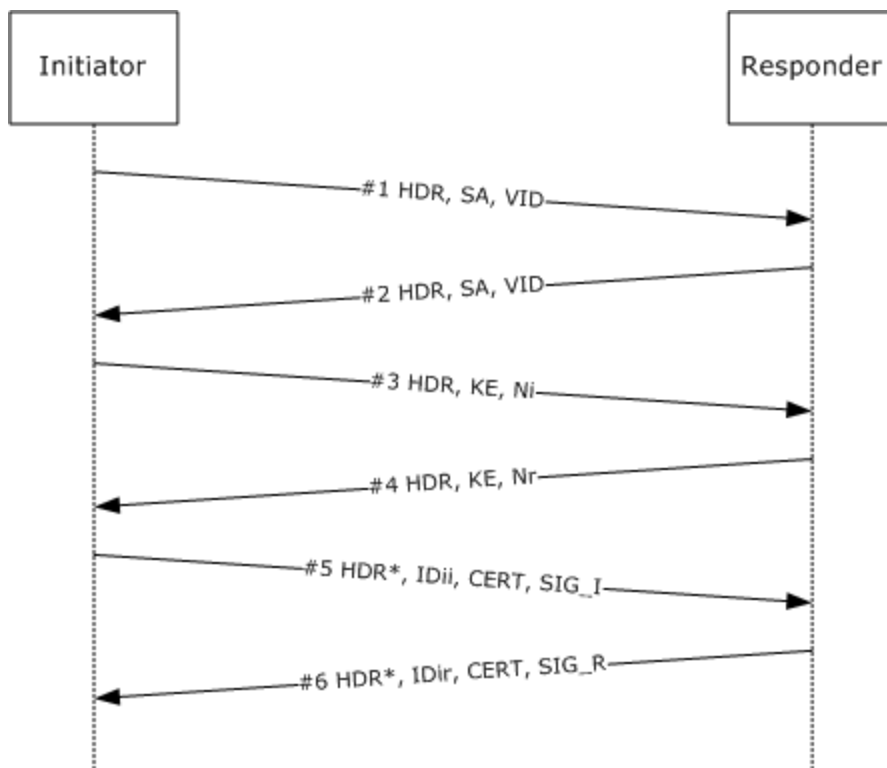 Initiator
Responder
#1 HDR, SA, VID
#2 HDR, SA, VID
#3 HDR, KE, Ni
#4 HDR, KE, Nr
#5 HDR*, IDii, CERT, SIG_I
#6 HDR*, IDir, CERT, SIG_R